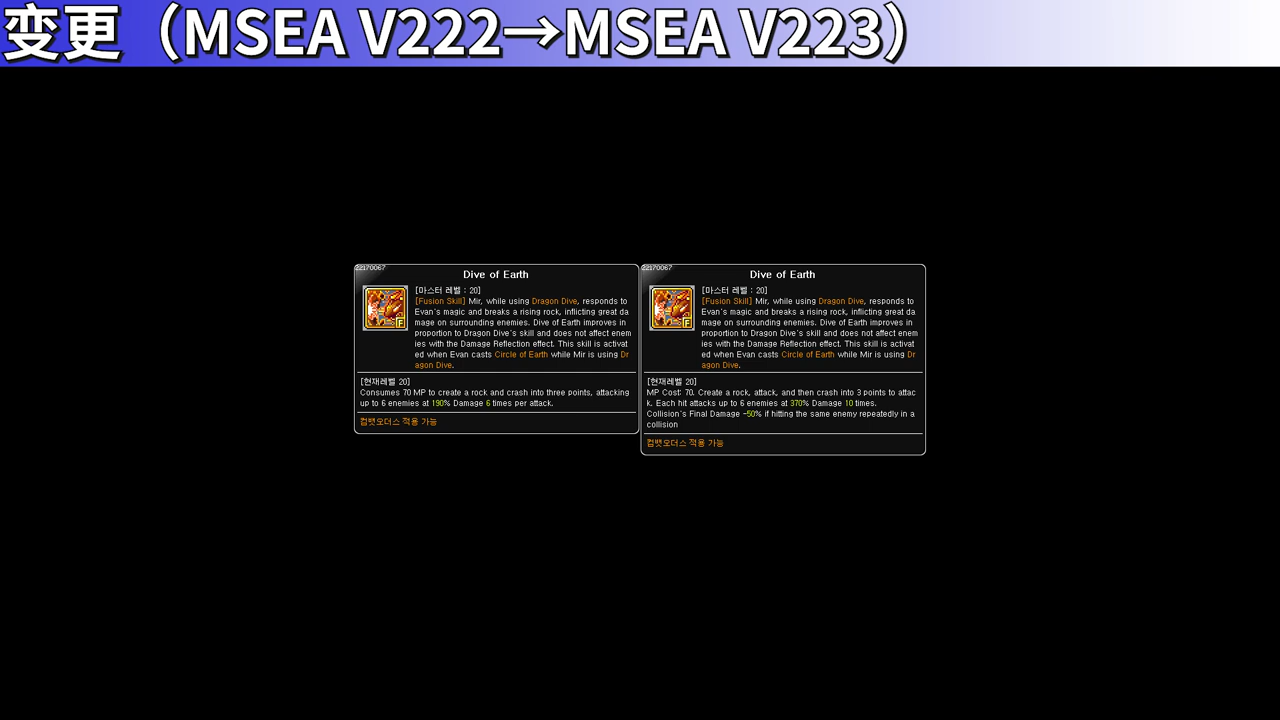 变更（MSEA V222→MSEA V223）
22170067
Dive of Earth
[마스터 레벨 : 20]
[Fusion Skill] Mir, while using Dragon Dive, responds to
Evan's magic and breaks a rising rock, inflicting great da
mage on surrounding enemies. Dive of Earth improves in
proportion to Dragon Dive's skill and does not affect enem
ies with the Damage Reflection effect. This skill is activat
ed when Evan casts Circle of Earth while Mir is using Dr
agon Dive.
F
[현재레벨 20]
Consumes 70 MP to create a rock and crash into three points, attacking
up to 6 enemies at 190% Damage 6 times per attack.
컴뱃오더스 적용 가능
22170067
Dive of Earth
[마스터 레벨 : 20]
[Fusion Skill] Mir, while using Dragon Dive, responds to
Evan's magic and breaks a rising rock, inflicting great da
mage on surrounding enemies. Dive of Earth improves in
proportion to Dragon Dive's skill and does not affect enem
ies with the Damage Reflection effect. This skill is activat
ed when Evan casts Circle of Earth while Mir is using Dr
agon Dive.
F
[현재레벨 20]
MP Cost: 70. Create a rock, attack, and then crash into 3 points to attac
k. Each hit attacks up to 6 enemies at 370% Damage 10 times.
Collision's Final Damage -50% if hitting the same enemy repeatedly in a
collision
컴뱃오더스 적용 가능